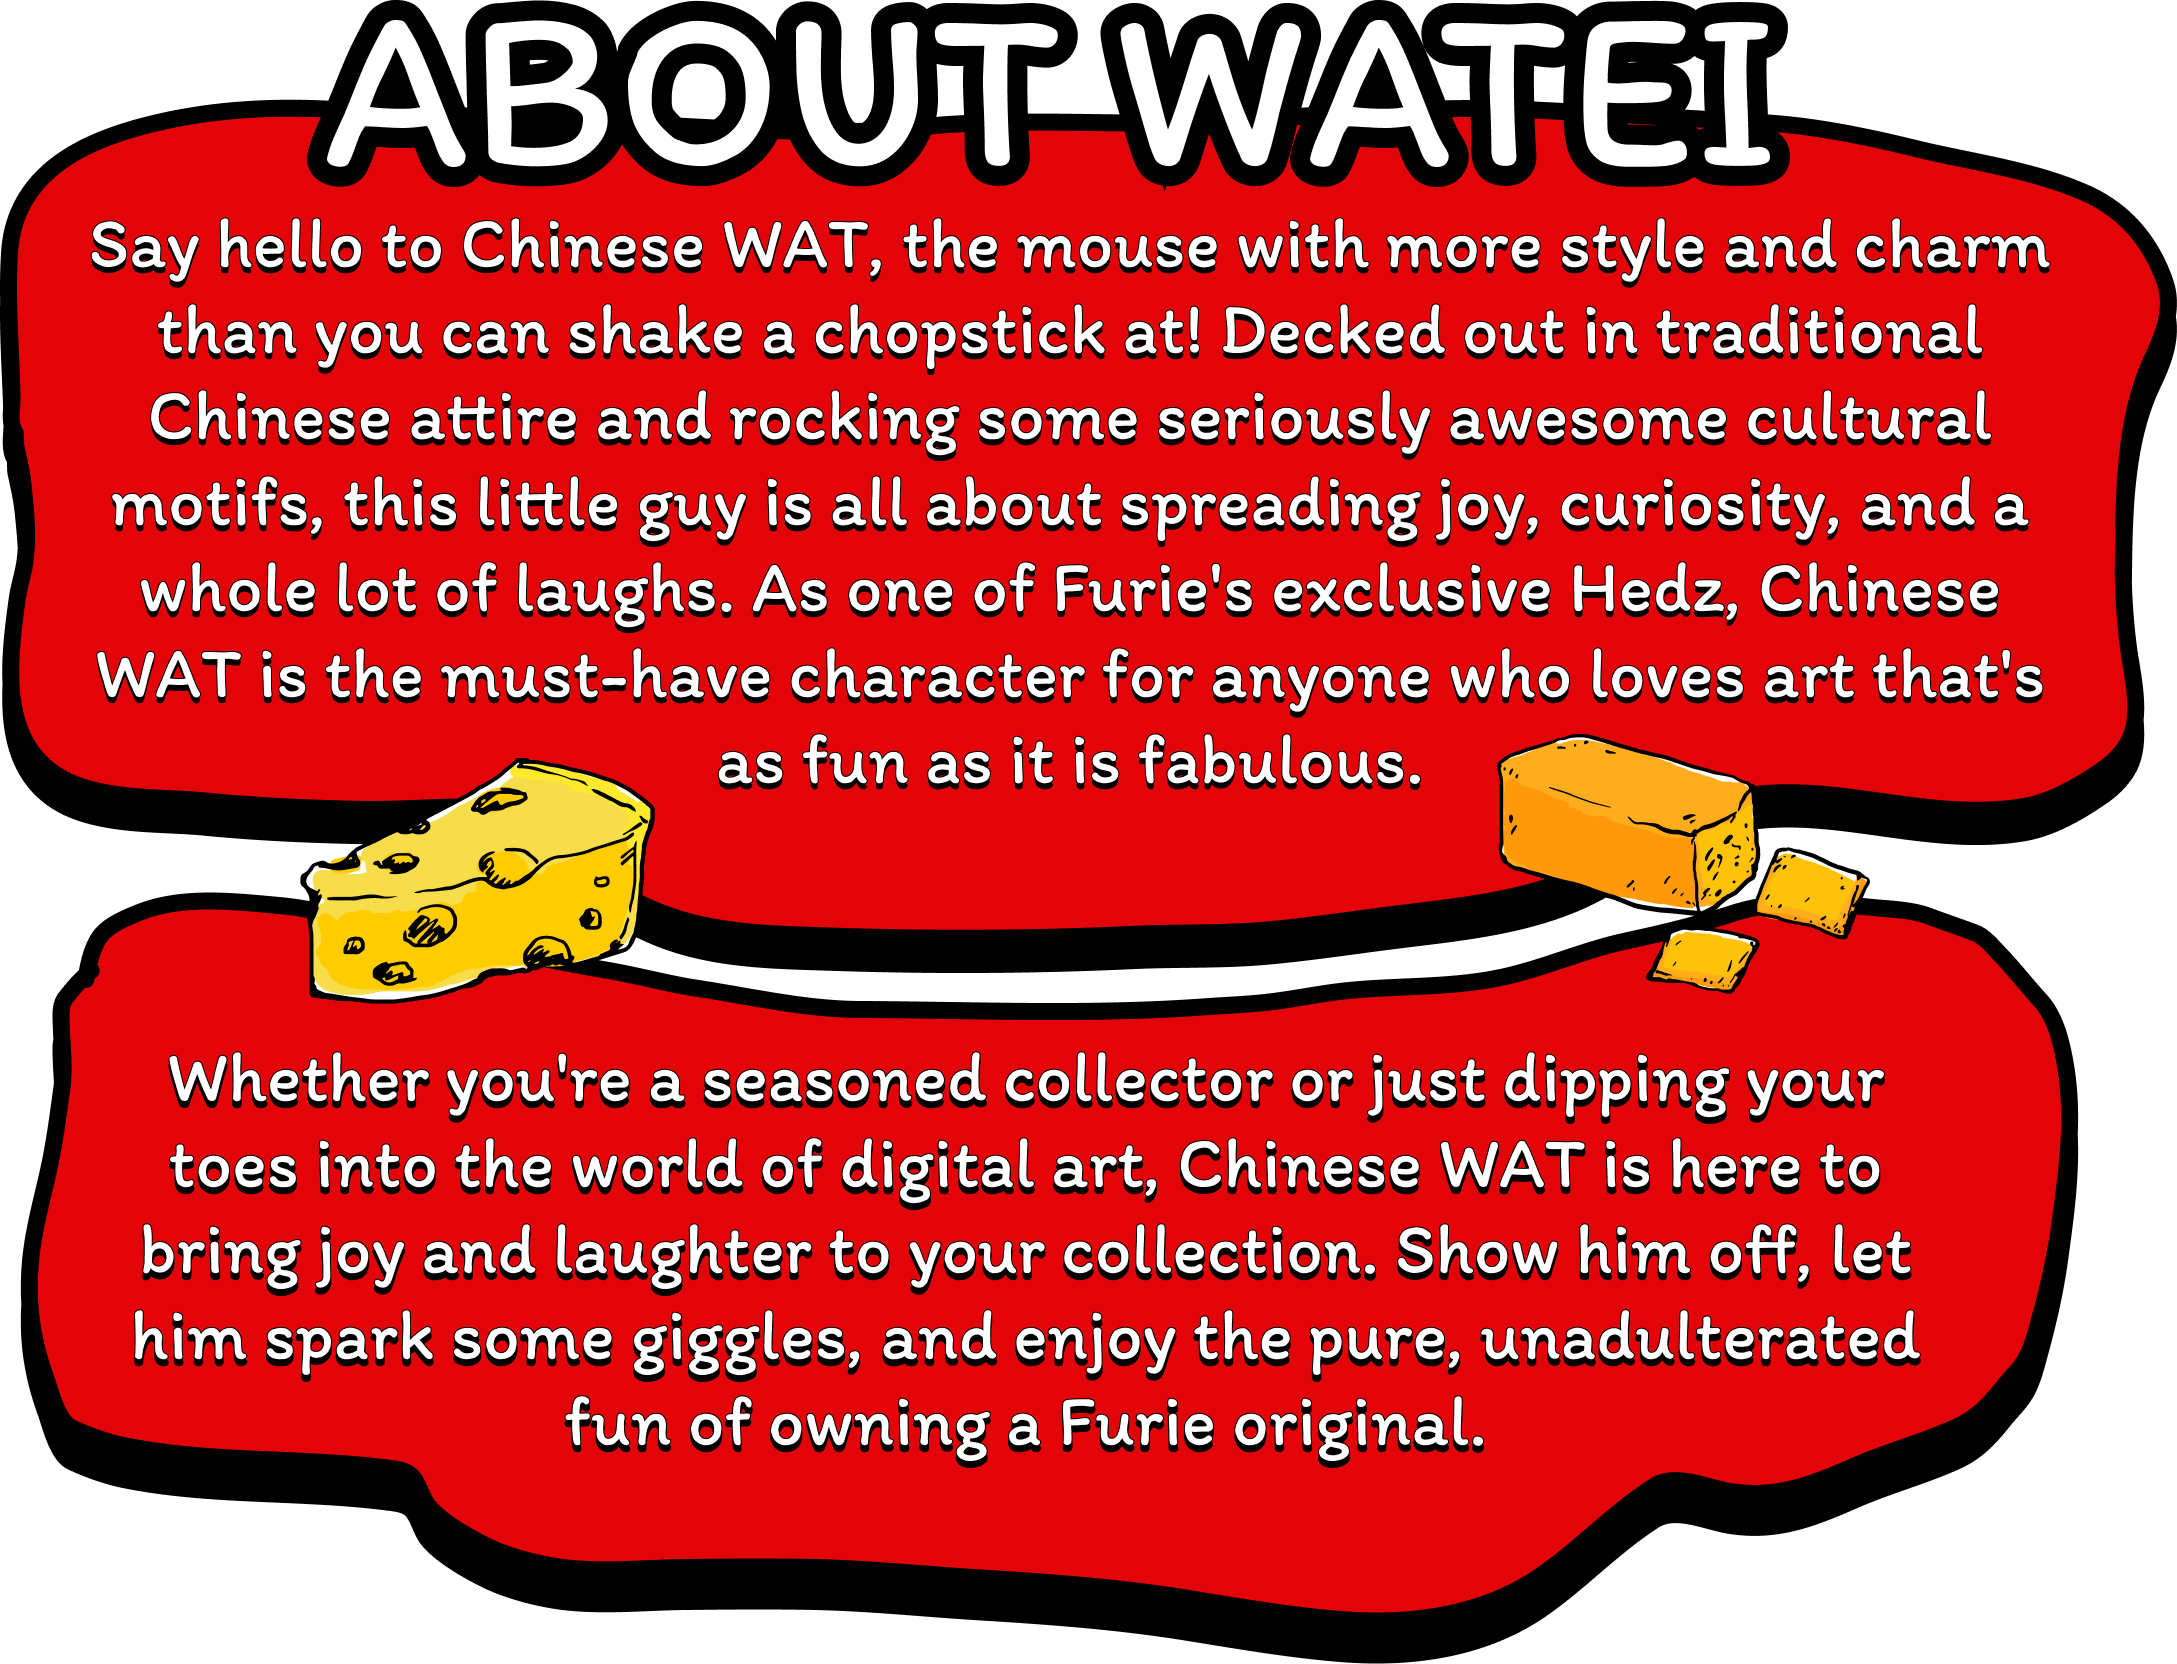 ABOUT WATEI
Say hello to Chinese WAT, the mouse with more style and charm
than you can shake a chopstick at! Decked out in traditional
Chinese attire and rocking some seriously awesome cultural
motifs, this little guy is all about spreading joy, curiosity, and a
whole lot of laughs. As one of Furie's exclusive Hedz, Chinese
WAT is the must-have character for anyone who loves art that's
as fun as it is fabulous.
Whether you're a seasoned collector or just dipping your
toes into the world of digital art, Chinese WAT is here to
bring joy and laughter to your collection. Show him off, let
him spark some giggles, and enjoy the pure, unadulterated
fun of owning a Furie original.